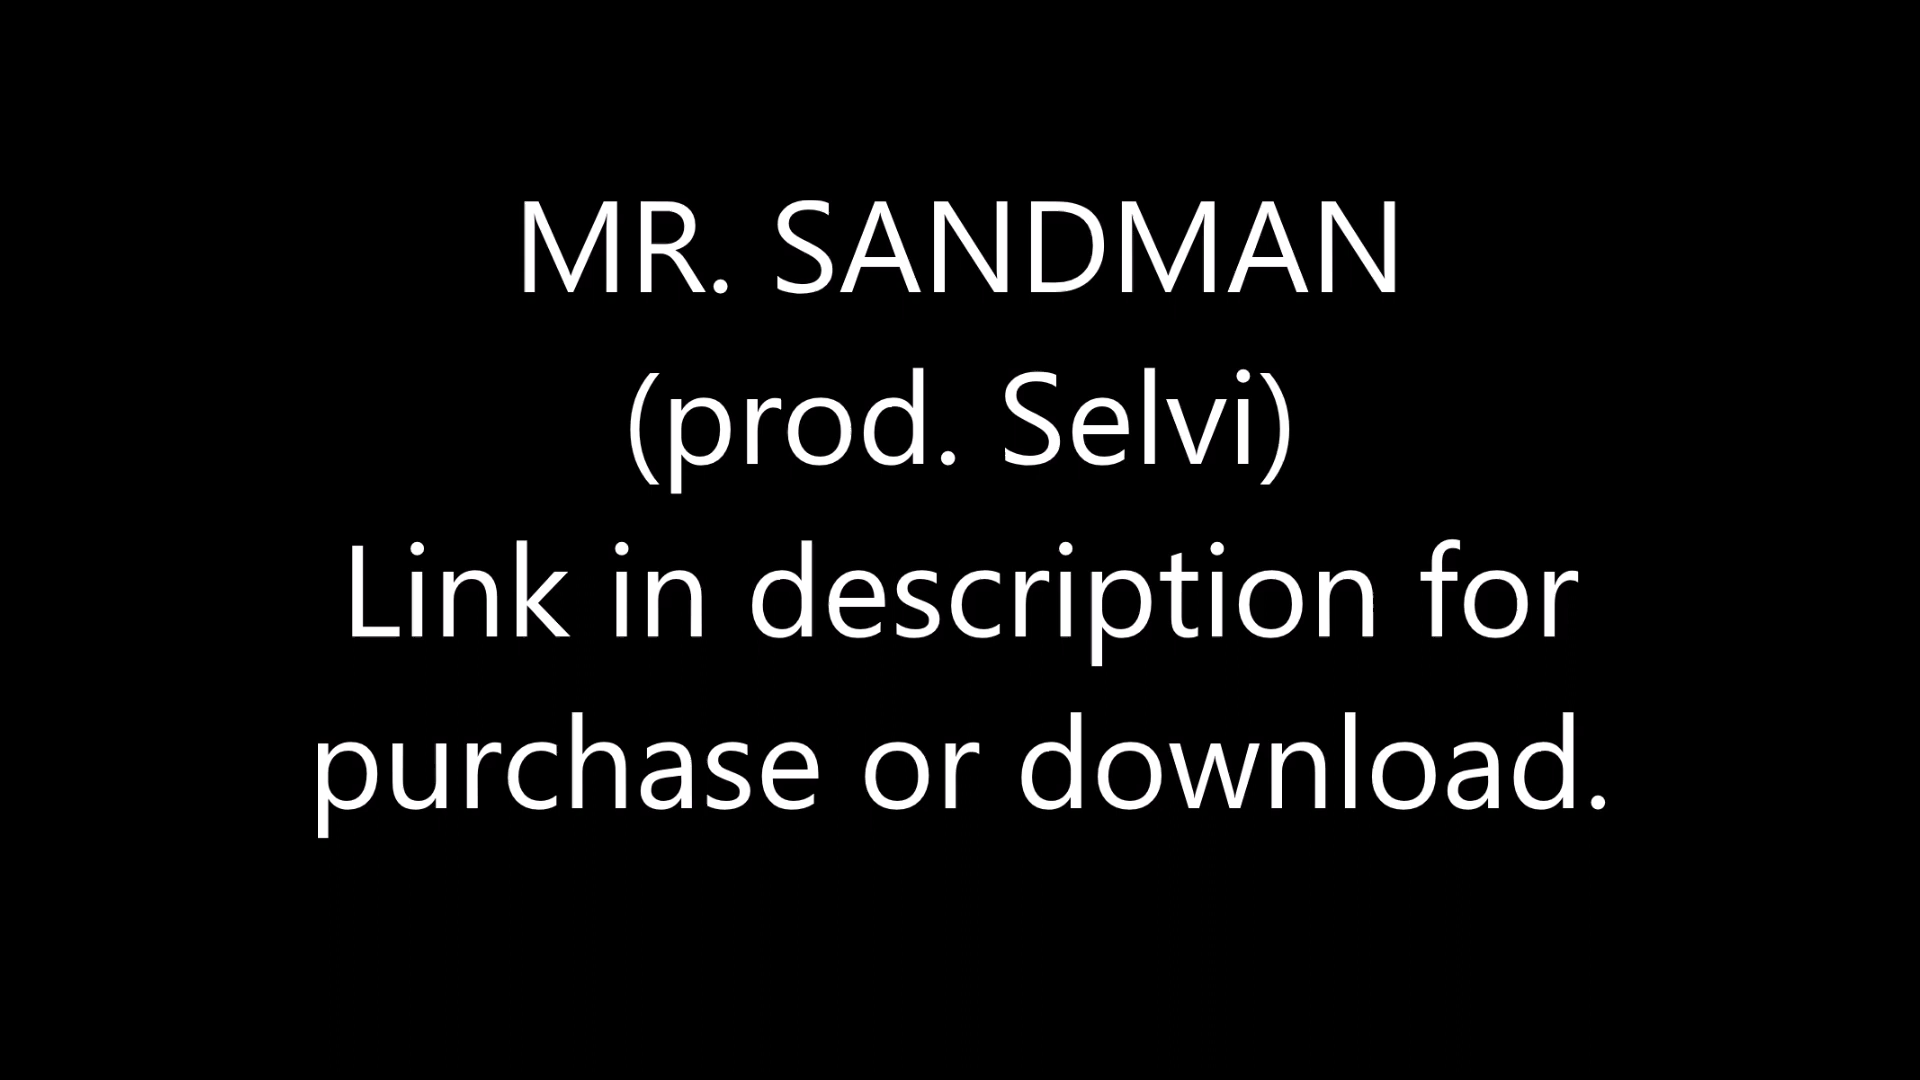 MR. SANDMAN
(prod. Selvi)
Link in description for
purchase or download.